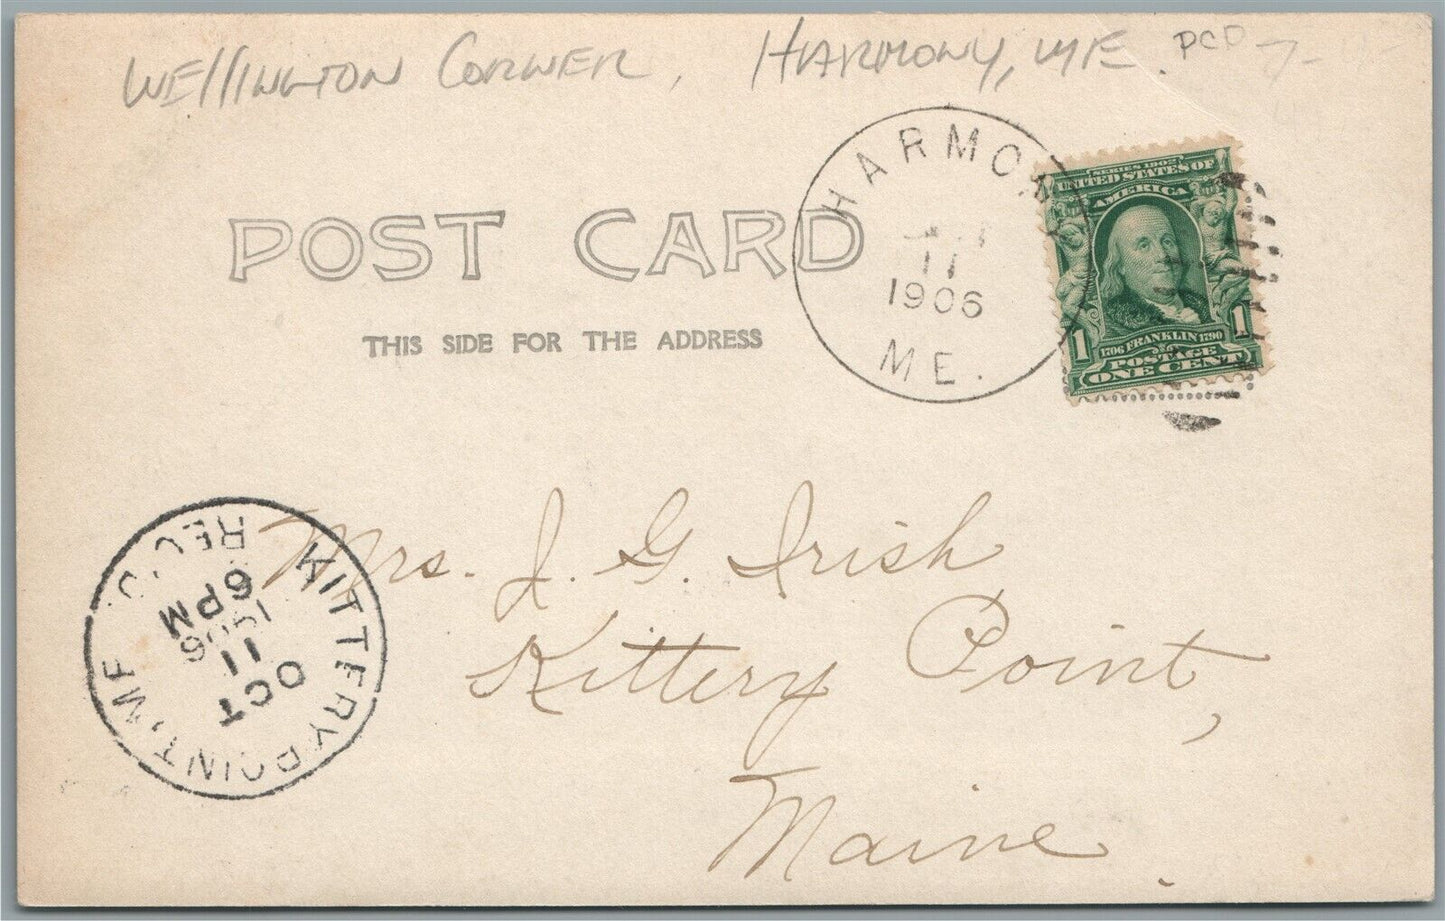 Wellington Corner, Harmony, ME. PCD
HARMO
11
1906
ME.
SERIES 1902
UNITED STATES OF
AMERICA
1 1
1706 FRANKLIN 1790
POSTAGE
ONE CENT
POST CARD
THIS SIDE FOR THE ADDRESS
Mrs. J. G. Irish
Kittery Point,
Maine.
KITTERY POINT, ME.
OCT
11
1906
6 PM
REC'D.